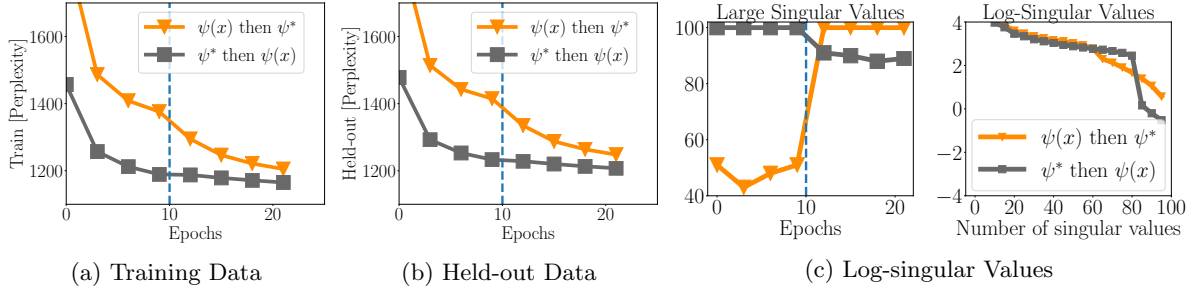 Train [Perplexity]
1600
1400
1200
ψ(x) then ψ*
ψ* then ψ(x)
0
10
20
Epochs
(a) Training Data
Held-out [Perplexity]
1600
1400
1200
ψ(x) then ψ*
ψ* then ψ(x)
0
10
20
Epochs
(b) Held-out Data
Large Singular Values
100
80
60
40
0
10
20
Epochs
Log-Singular Values
4
2
0
−2
−4
ψ(x) then ψ*
ψ* then ψ(x)
0
20
40
60
80
100
Number of singular values
(c) Log-singular Values